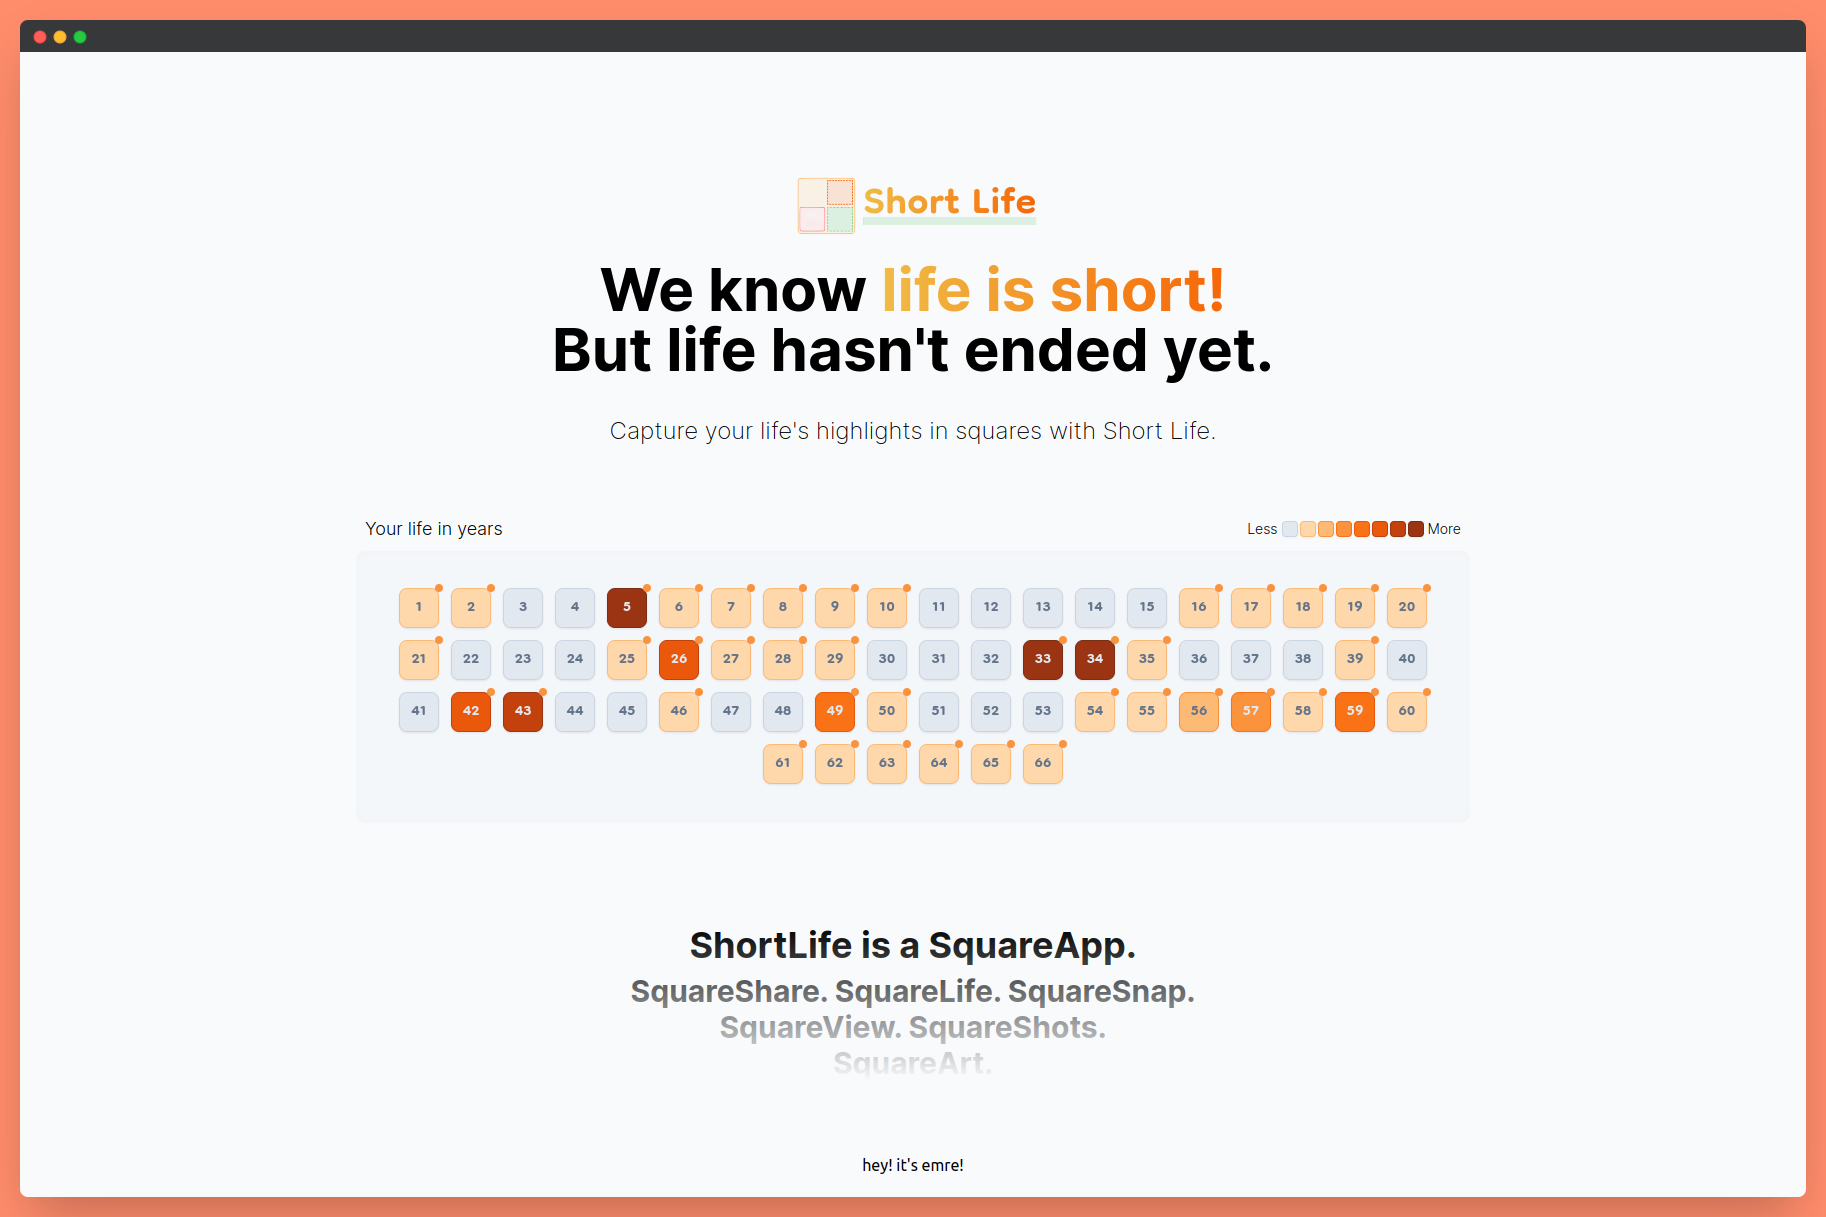 Short Life
We know life is short!
But life hasn't ended yet.
Capture your life's highlights in squares with Short Life.
Your life in years
Less More
1 2 3 4 5 6 7 8 9 10 11 12 13 14 15 16 17 18 19 20
21 22 23 24 25 26 27 28 29 30 31 32 33 34 35 36 37 38 39 40
41 42 43 44 45 46 47 48 49 50 51 52 53 54 55 56 57 58 59 60
61 62 63 64 65 66
ShortLife is a SquareApp.
SquareShare. SquareLife. SquareSnap.
SquareView. SquareShots.
SquareArt.
hey! it's emre!